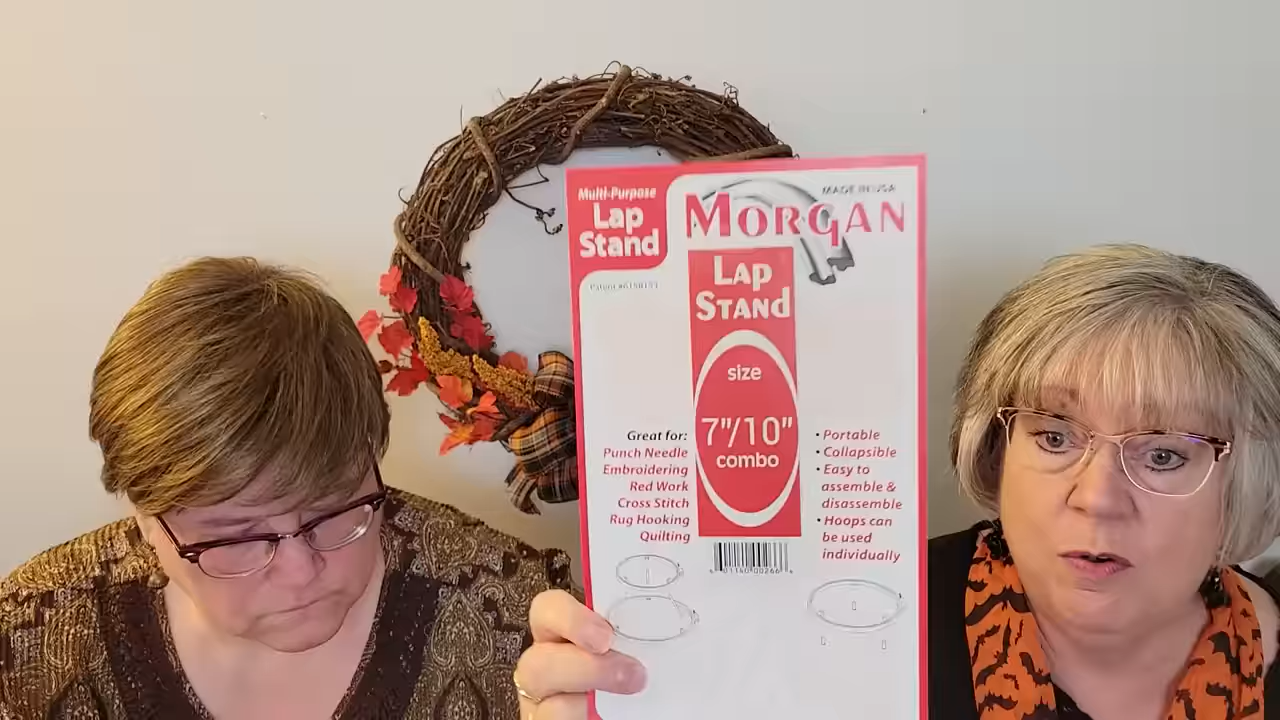 Multi-Purpose
Lap
Stand
MADE IN USA
MORGAN
LAP
STAND
size
7"/10"
combo
Great for:
Punch Needle
Embroidering
Red Work
Cross Stitch
Rug Hooking
Quilting
• Portable
• Collapsible
• Easy to
assemble &
disassemble
• Hoops can
be used
individually